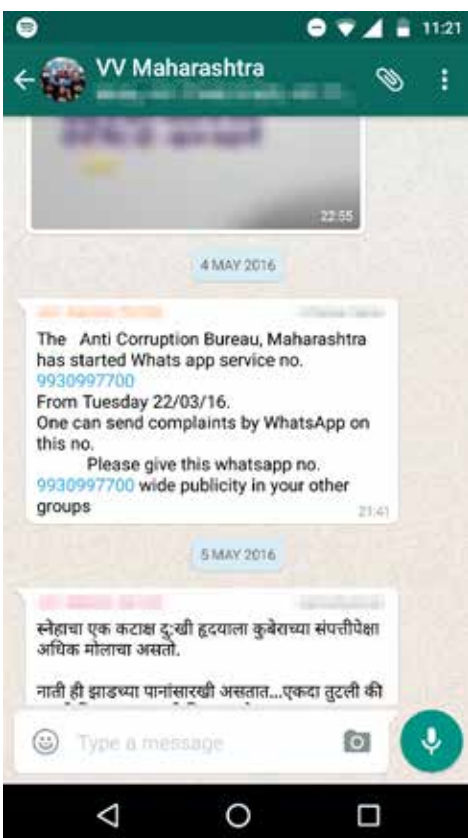 11:21
VV Maharashtra
22:55
4 MAY 2016
The Anti Corruption Bureau, Maharashtra
has started Whats app service no.
9930997700
From Tuesday 22/03/16.
One can send complaints by WhatsApp on
this no.
Please give this whatsapp no.
9930997700 wide publicity in your other
groups
21:41
5 MAY 2016
स्नेहाचा एक कटाक्ष दु:खी हृदयाला कुबेराच्या संपत्तीपेक्षा
अधिक मोलाचा असतो.
नाती ही झाडच्या पानांसारखी असतात...एकदा तुटली की
Type a message